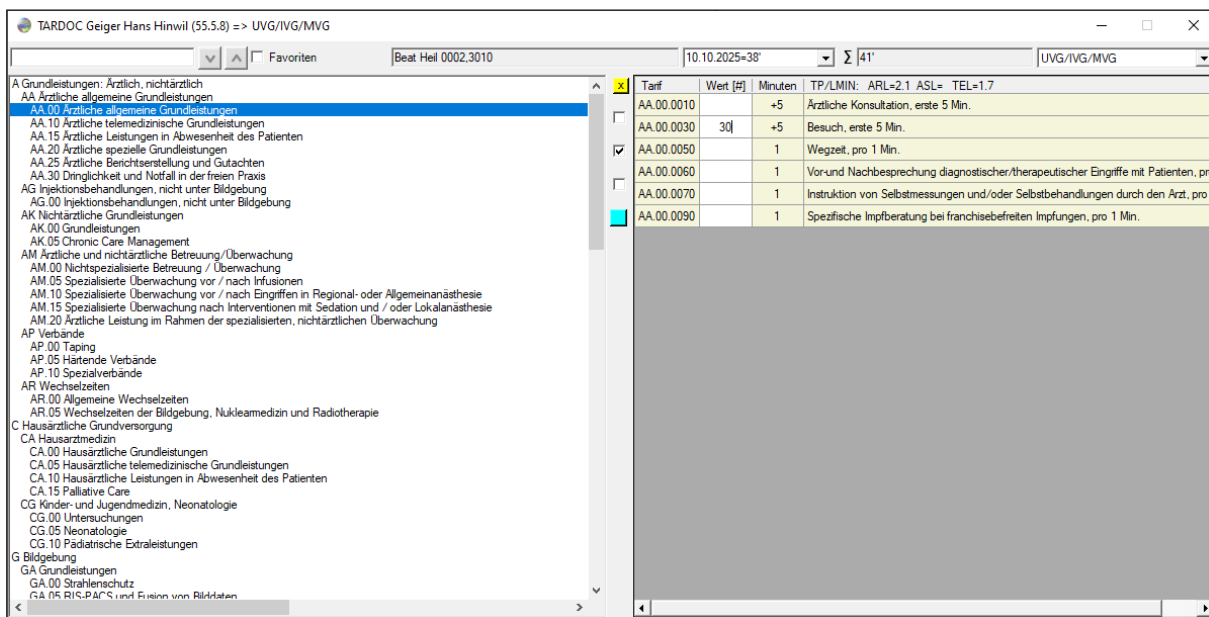 TARDOC Geiger Hans Hinwil (55.5.8) => UVG/IVG/MVG
Favoriten
Beat Heil 0002,3010
10.10.2025=38'
Σ 41'
UVG/IVG/MVG
A Grundleistungen: Ärztlich, nichtärztlich
AA Ärztliche allgemeine Grundleistungen
AA.00 Ärztliche allgemeine Grundleistungen
AA.10 Ärztliche telemedizinische Grundleistungen
AA.15 Ärztliche Leistungen in Abwesenheit des Patienten
AA.20 Ärztliche spezielle Grundleistungen
AA.25 Ärztliche Berichtserstellung und Gutachten
AA.30 Dringlichkeit und Notfall in der freien Praxis
AG Injektionsbehandlungen, nicht unter Bildgebung
AG.00 Injektionsbehandlungen, nicht unter Bildgebung
AK Nichtärztliche Grundleistungen
AK.00 Grundleistungen
AK.05 Chronic Care Management
AM Ärztliche und nichtärztliche Betreuung/Überwachung
AM.00 Nichtspezialisierte Betreuung / Überwachung
AM.05 Spezialisierte Überwachung vor / nach Infusionen
AM.10 Spezialisierte Überwachung vor / nach Eingriffen in Regional- oder Allgemeinanästhesie
AM.15 Spezialisierte Überwachung nach Interventionen mit Sedation und / oder Lokalanästhesie
AM.20 Ärztliche Leistung im Rahmen der spezialisierten, nichtärztlichen Überwachung
AP Verbände
AP.00 Taping
AP.05 Härtende Verbände
AP.10 Spezialverbände
AR Wechselzeiten
AR.00 Allgemeine Wechselzeiten
AR.05 Wechselzeiten der Bildgebung, Nuklearmedizin und Radiotherapie
C Hausärztliche Grundversorgung
CA Hausarztmedizin
CA.00 Hausärztliche Grundleistungen
CA.05 Hausärztliche telemedizinische Grundleistungen
CA.10 Hausärztliche Leistungen in Abwesenheit des Patienten
CA.15 Palliative Care
CG Kinder- und Jugendmedizin, Neonatologie
CG.00 Untersuchungen
CG.05 Neonatologie
CG.10 Pädiatrische Extraleistungen
G Bildgebung
GA Grundleistungen
GA.00 Strahlenschutz
GA.05 RIS-PACS und Fusion von Bilddaten
x
Tarif Wert [#] Minuten TP/LMIN: ARL=2.1 ASL= TEL=1.7
AA.00.0010 +5 Ärztliche Konsultation, erste 5 Min.
AA.00.0030 30 +5 Besuch, erste 5 Min.
AA.00.0050 1 Wegzeit, pro 1 Min.
AA.00.0060 1 Vor-und Nachbesprechung diagnostischer/therapeutischer Eingriffe mit Patienten, pr
AA.00.0070 1 Instruktion von Selbstmessungen und/oder Selbstbehandlungen durch den Arzt, pro
AA.00.0090 1 Spezifische Impfberatung bei franchisebefreiten Impfungen, pro 1 Min.